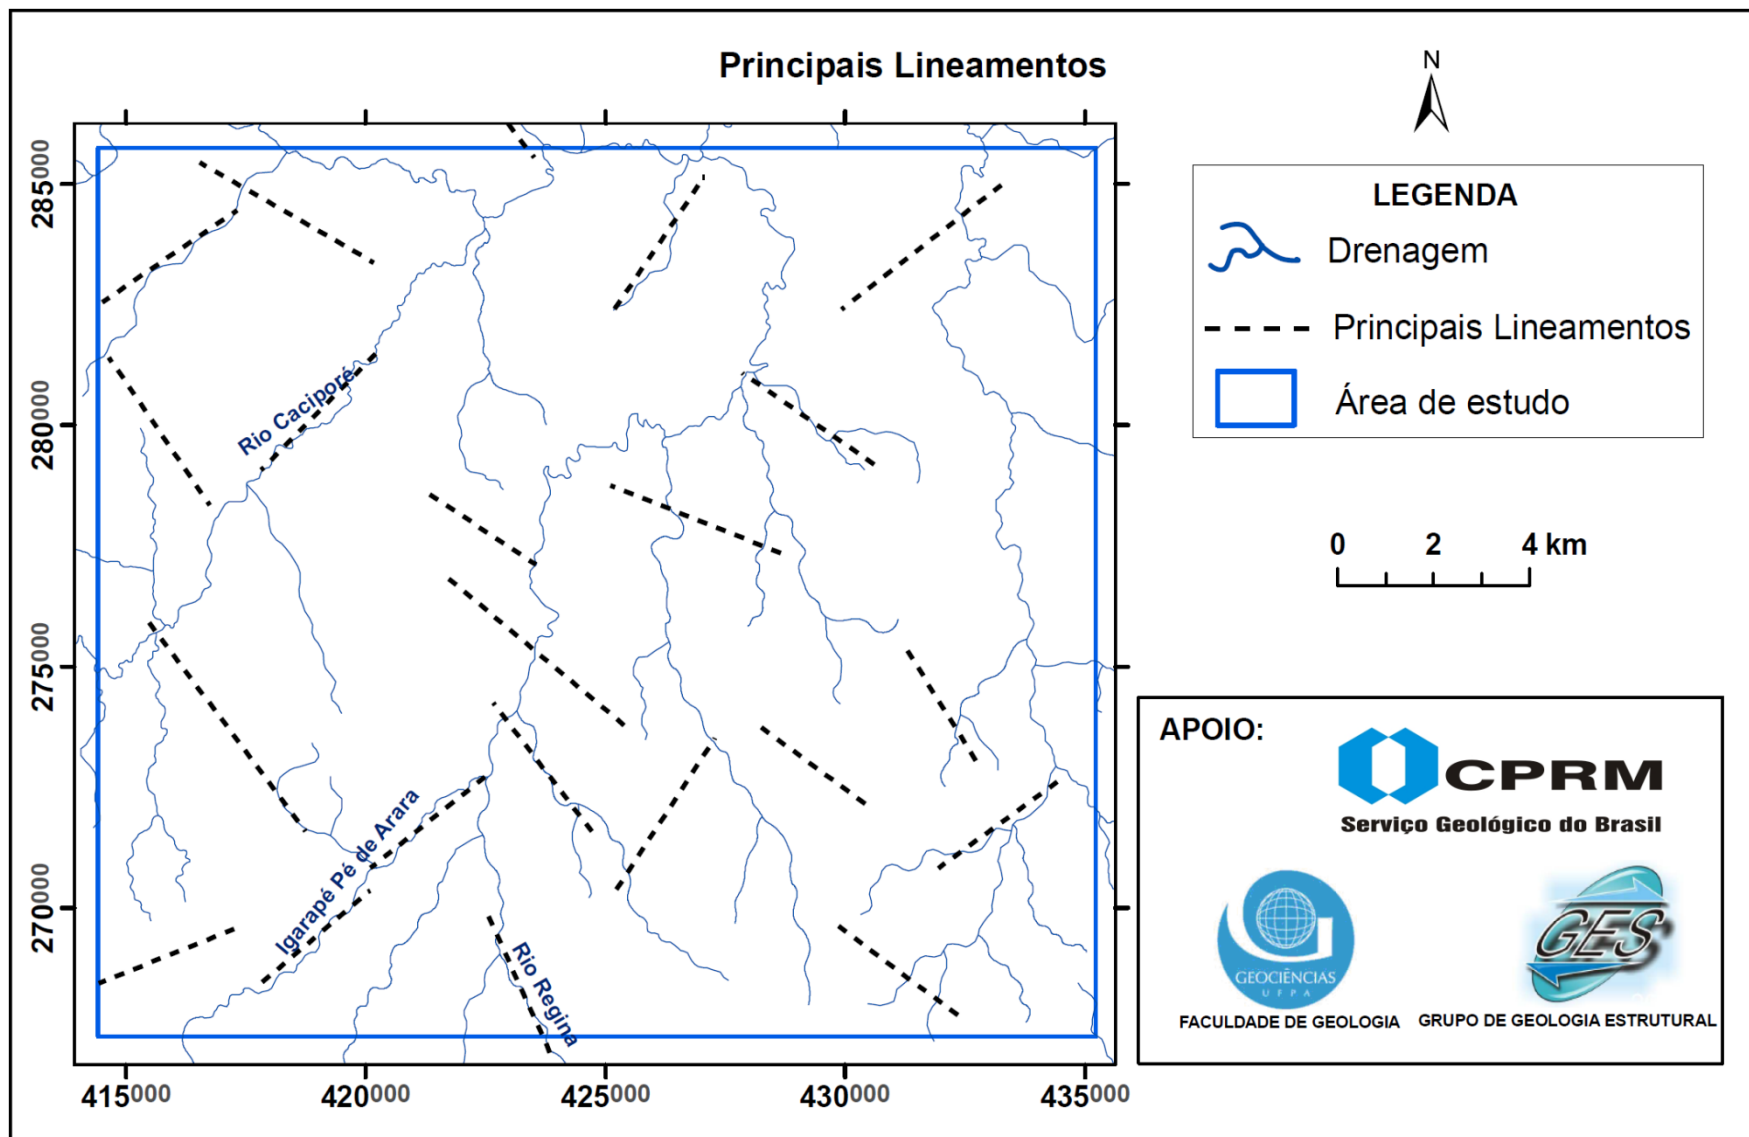 Principais Lineamentos
N
285000
280000
275000
270000
415000
420000
425000
430000
435000
Rio Caciporé
Igarapé Pé de Arara
Rio Regina
LEGENDA
Drenagem
Principais Lineamentos
Área de estudo
0 2 4 km
APOIO:
CPRM
Serviço Geológico do Brasil
GEOCIÊNCIAS
UFPA
FACULDADE DE GEOLOGIA
GES
GRUPO DE GEOLOGIA ESTRUTURAL